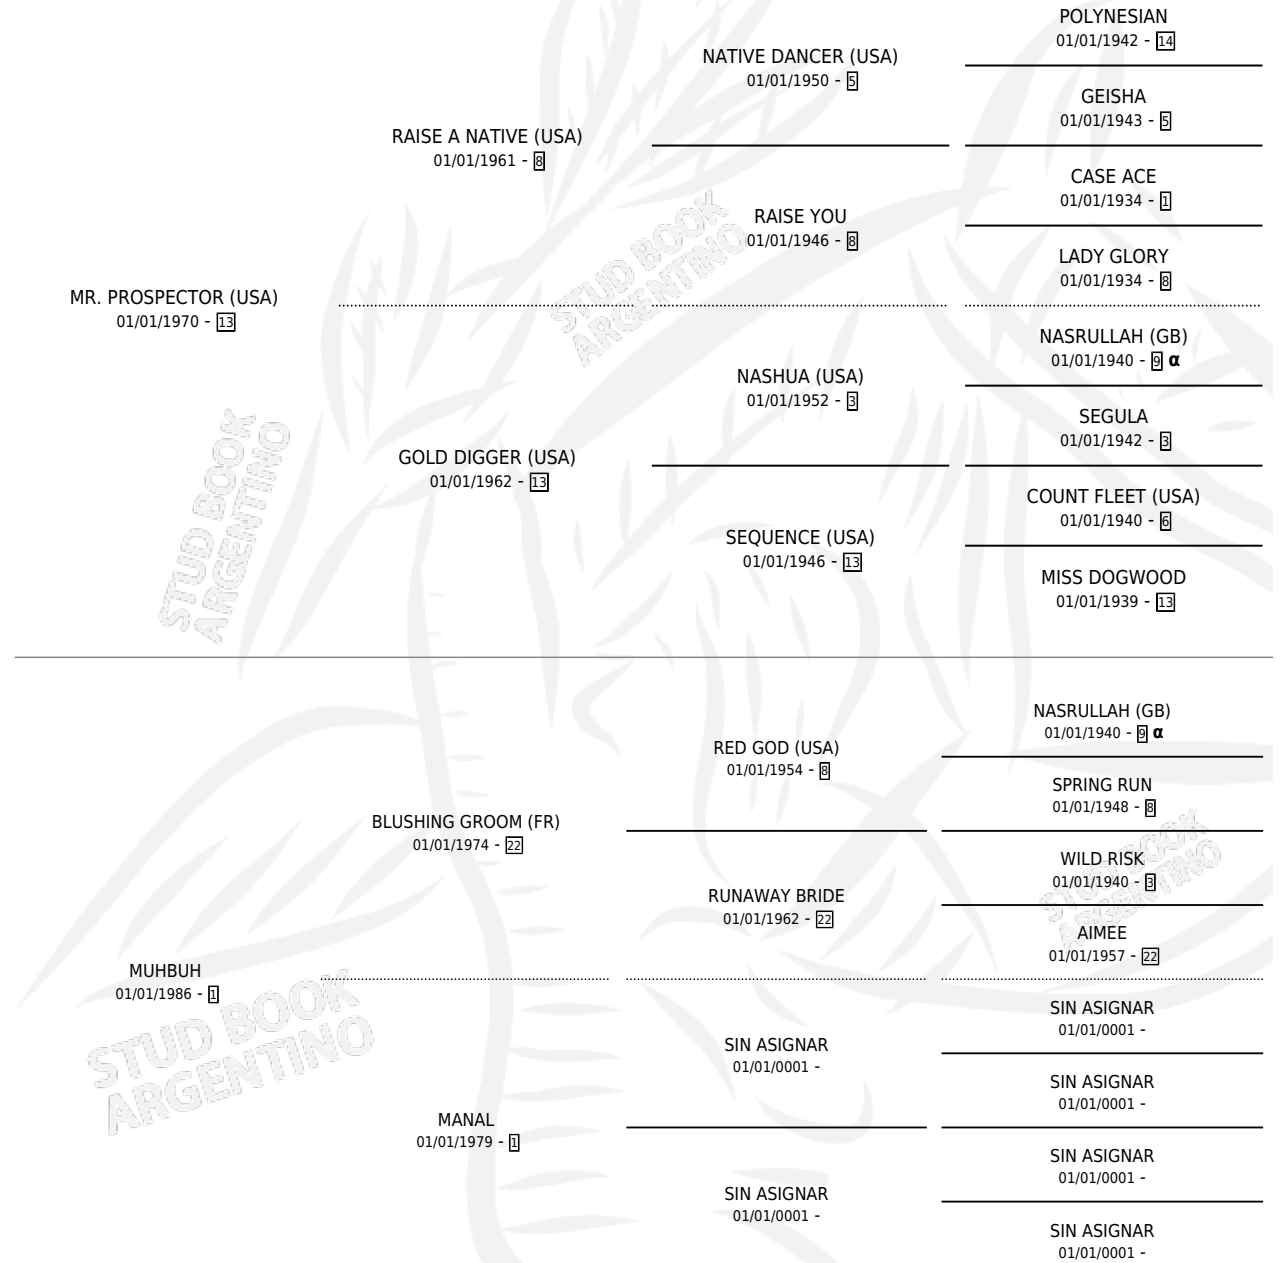 POLYNESIAN
01/01/1942 - 14
NATIVE DANCER (USA)
01/01/1950 - 5
GEISHA
01/01/1943 - 5
RAISE A NATIVE (USA)
01/01/1961 - 8
CASE ACE
01/01/1934 - 1
RAISE YOU
01/01/1946 - 8
LADY GLORY
01/01/1934 - 8
MR. PROSPECTOR (USA)
01/01/1970 - 13
STUD BOOK
ARGENTINO
NASRULLAH (GB)
01/01/1940 - 9 α
NASHUA (USA)
01/01/1952 - 3
SEGULA
01/01/1942 - 3
GOLD DIGGER (USA)
01/01/1962 - 13
COUNT FLEET (USA)
01/01/1940 - 6
SEQUENCE (USA)
01/01/1946 - 13
MISS DOGWOOD
01/01/1939 - 13
STUD BOOK
ARGENTINO
NASRULLAH (GB)
01/01/1940 - 9 α
RED GOD (USA)
01/01/1954 - 8
SPRING RUN
01/01/1948 - 8
BLUSHING GROOM (FR)
01/01/1974 - 22
WILD RISK
01/01/1940 - 3
RUNAWAY BRIDE
01/01/1962 - 22
AIMEE
01/01/1957 - 22
STUD BOOK
ARGENTINO
MUHBUH
01/01/1986 - 1
SIN ASIGNAR
01/01/0001 -
SIN ASIGNAR
01/01/0001 -
SIN ASIGNAR
01/01/0001 -
STUD BOOK
ARGENTINO
MANAL
01/01/1979 - 1
SIN ASIGNAR
01/01/0001 -
SIN ASIGNAR
01/01/0001 -
SIN ASIGNAR
01/01/0001 -